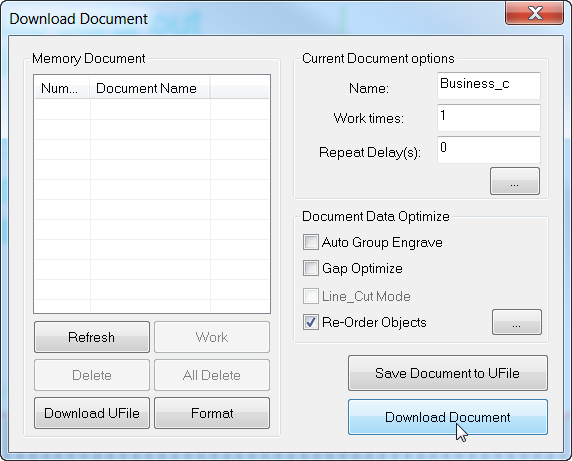 Download Document
Memory Document
Num... Document Name
Refresh Work
Delete All Delete
Download UFile Format
Current Document options
Name: Business_c
Work times: 1
Repeat Delay(s): 0
...
Document Data Optimize
Auto Group Engrave
Gap Optimize
Line_Cut Mode
Re-Order Objects ...
Save Document to UFile
Download Document